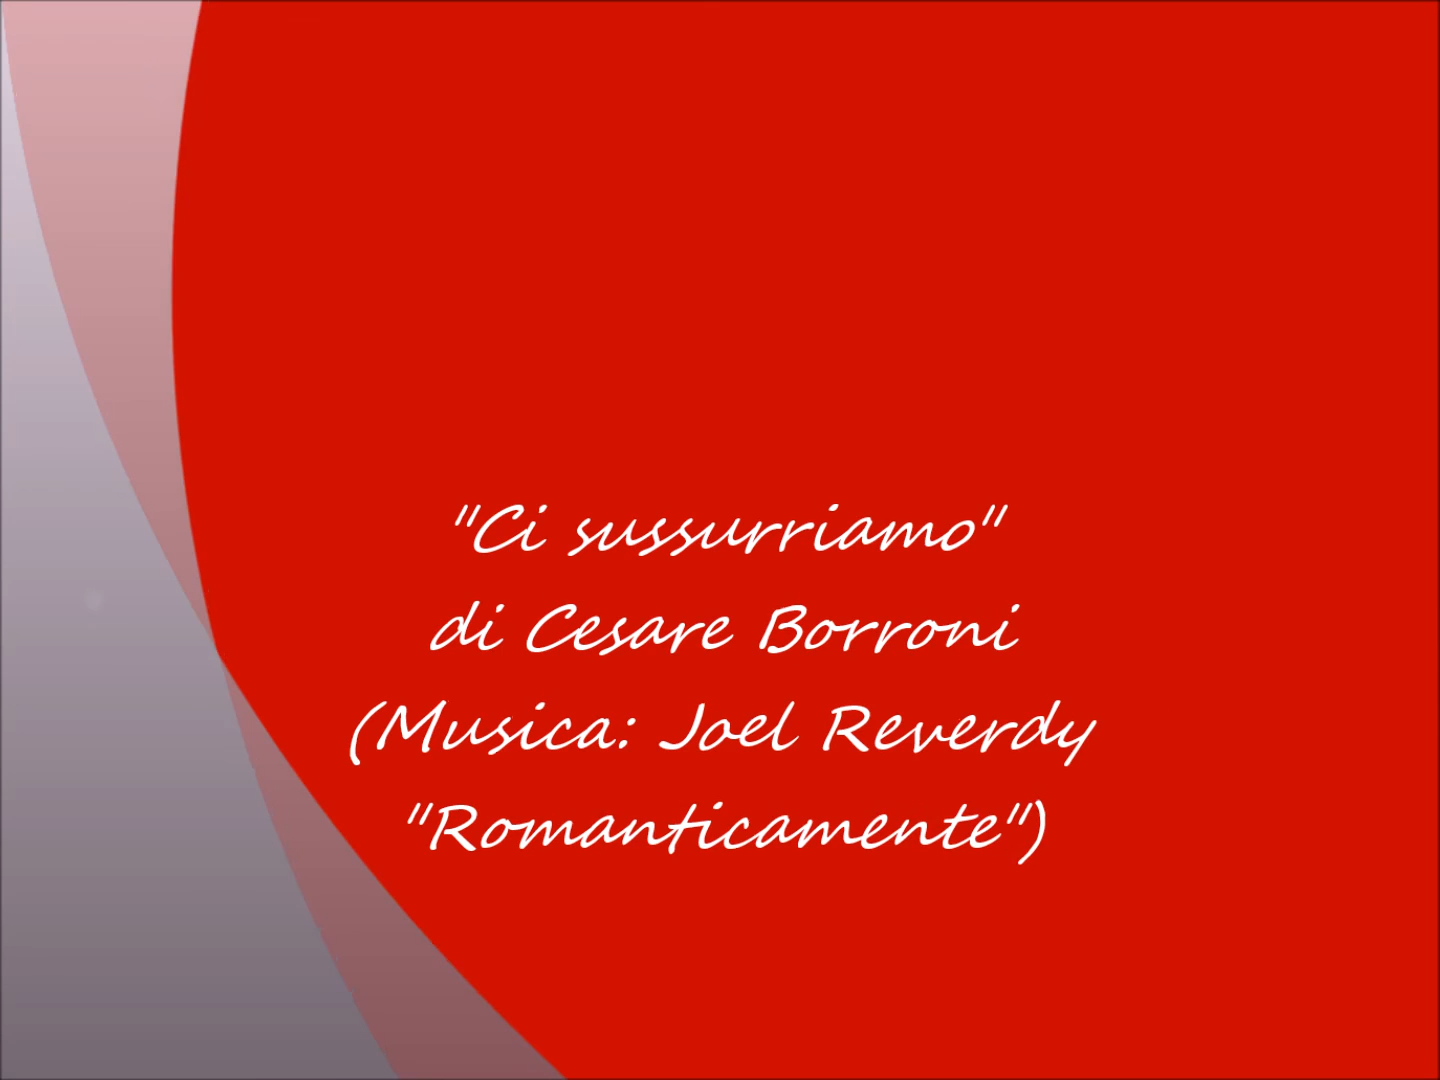 "Ci sussurriamo"
di Cesare Borroni
(Musica: Joel Reverdy
"Romanticamente")